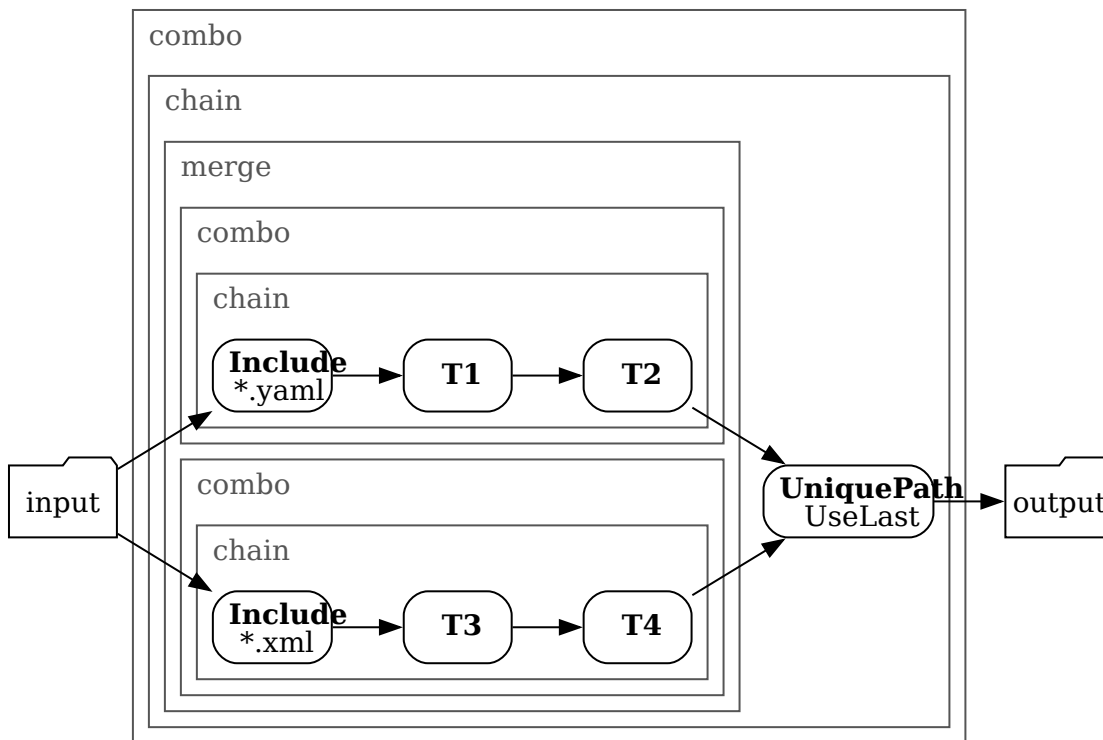 combo
chain
merge
combo
chain
Include
*.yaml
T1
T2
input
combo
chain
Include
*.xml
T3
T4
UniquePath
UseLast
output